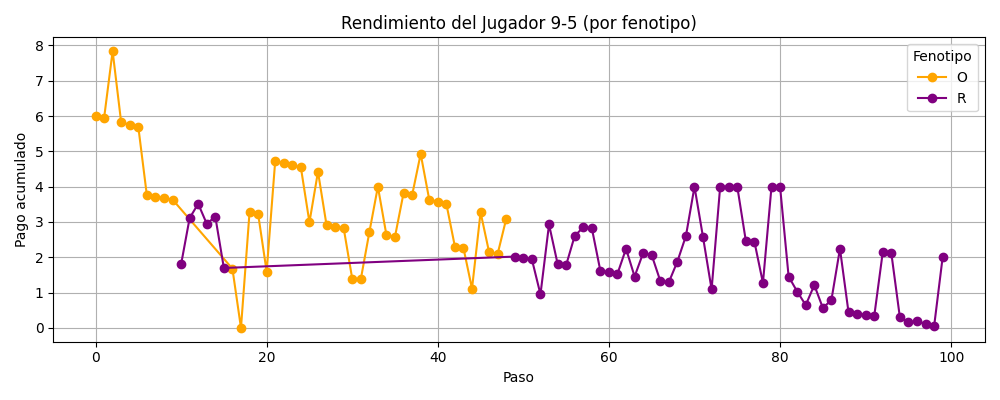 Rendimiento del Jugador 9-5 (por fenotipo)
Pago acumulado
8
7
6
5
4
3
2
1
0
0 20 40 60 80 100
Paso
Fenotipo
O
R